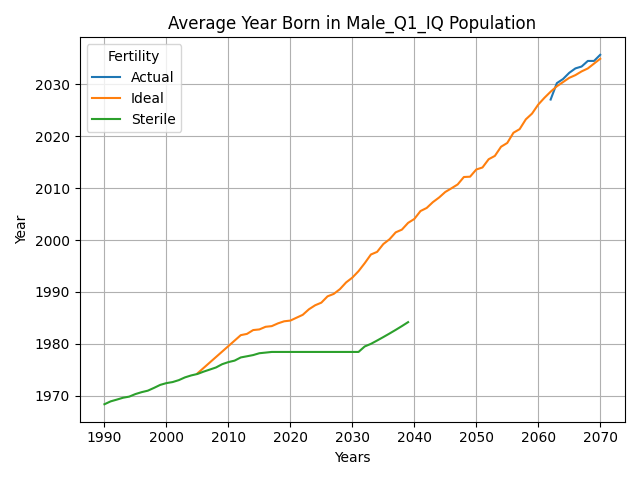 Average Year Born in Male_Q1_IQ Population
Fertility
Actual
Ideal
Sterile
Year
2030
2020
2010
2000
1990
1980
1970
1990 2000 2010 2020 2030 2040 2050 2060 2070
Years